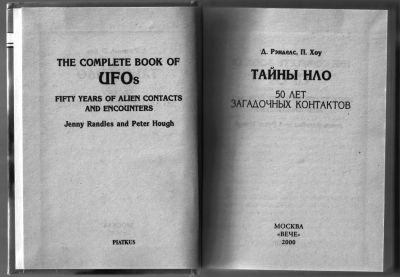 THE COMPLETE BOOK OF
UFOs
FIFTY YEARS OF ALIEN CONTACTS
AND ENCOUNTERS
Jenny Randles and Peter Hough
PIATKUS
Д. Рэнделс, П. Хоу
ТАЙНЫ НЛО
50 ЛЕТ
ЗАГАДОЧНЫХ КОНТАКТОВ
МОСКВА
«ВЕЧЕ»
2000